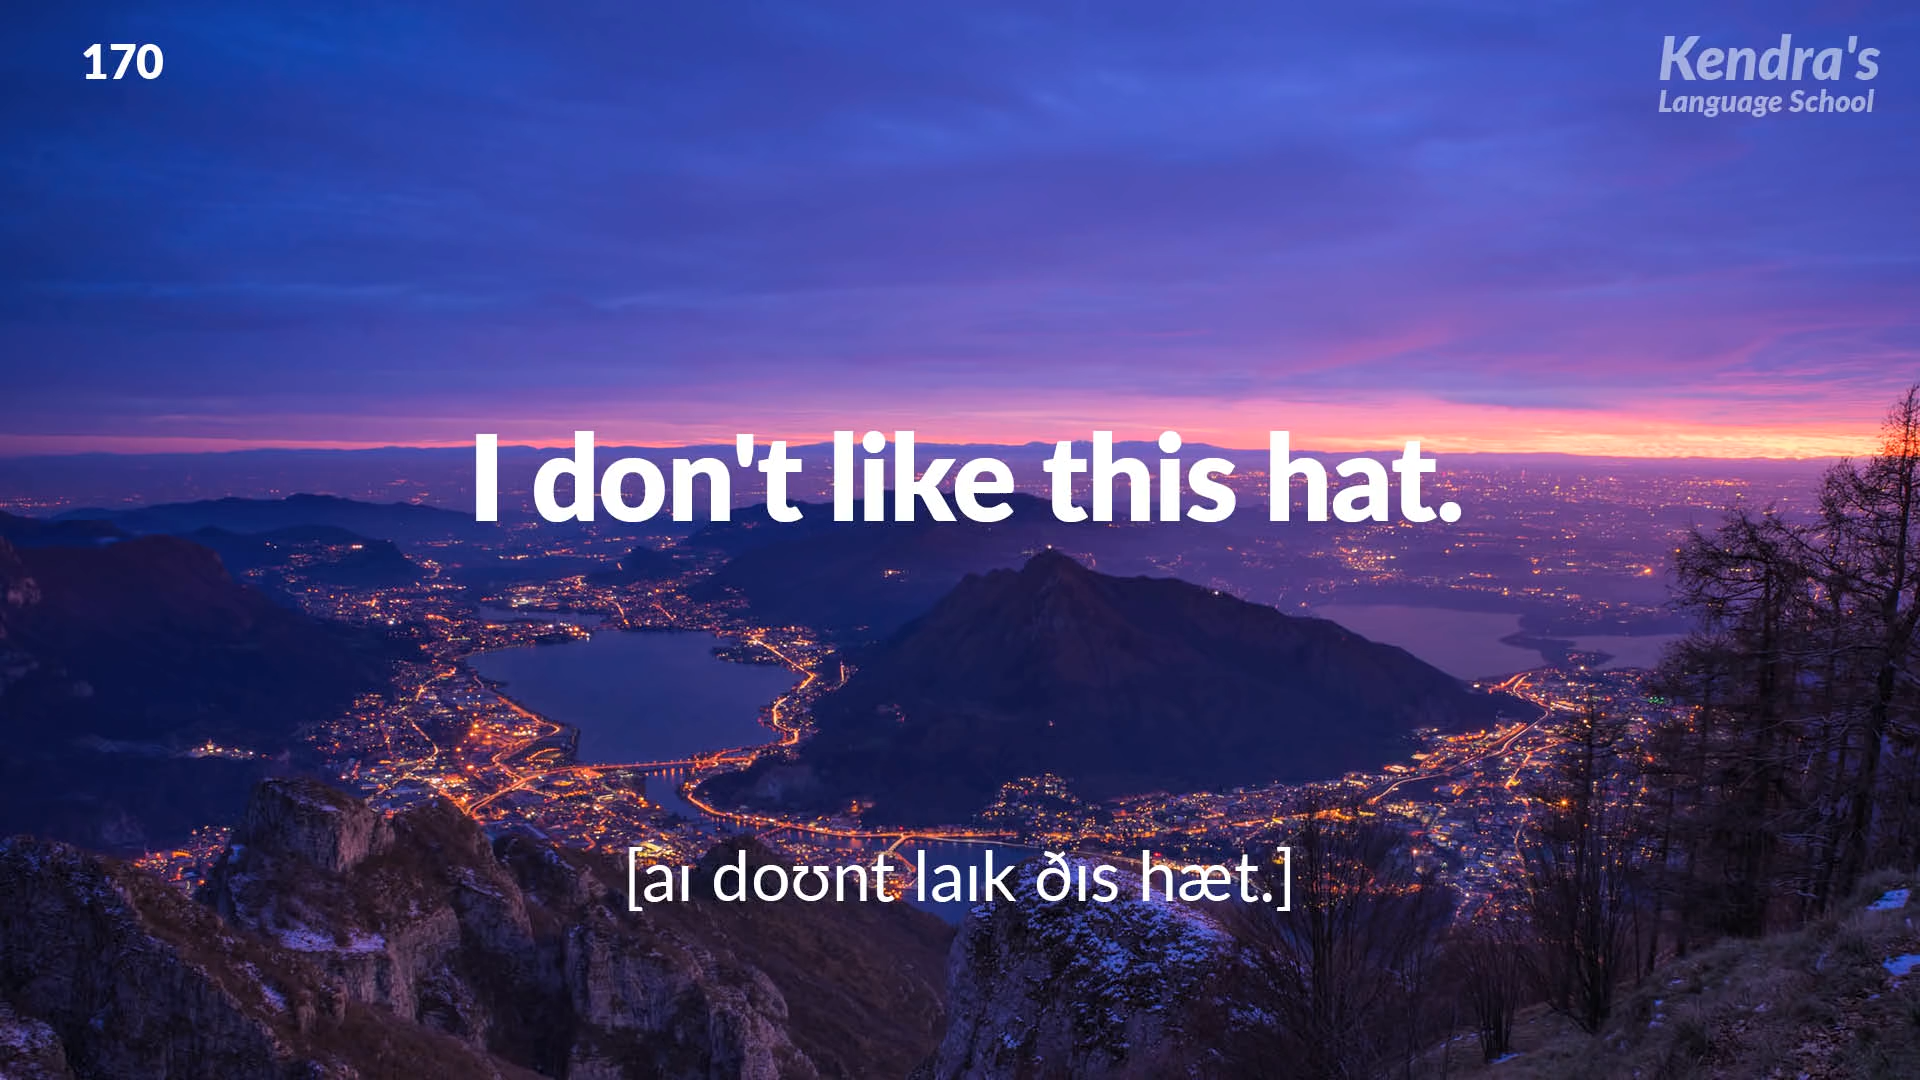 170
Kendra's
Language School
I don't like this hat.
[aɪ doʊnt laɪk ðɪs hæt.]